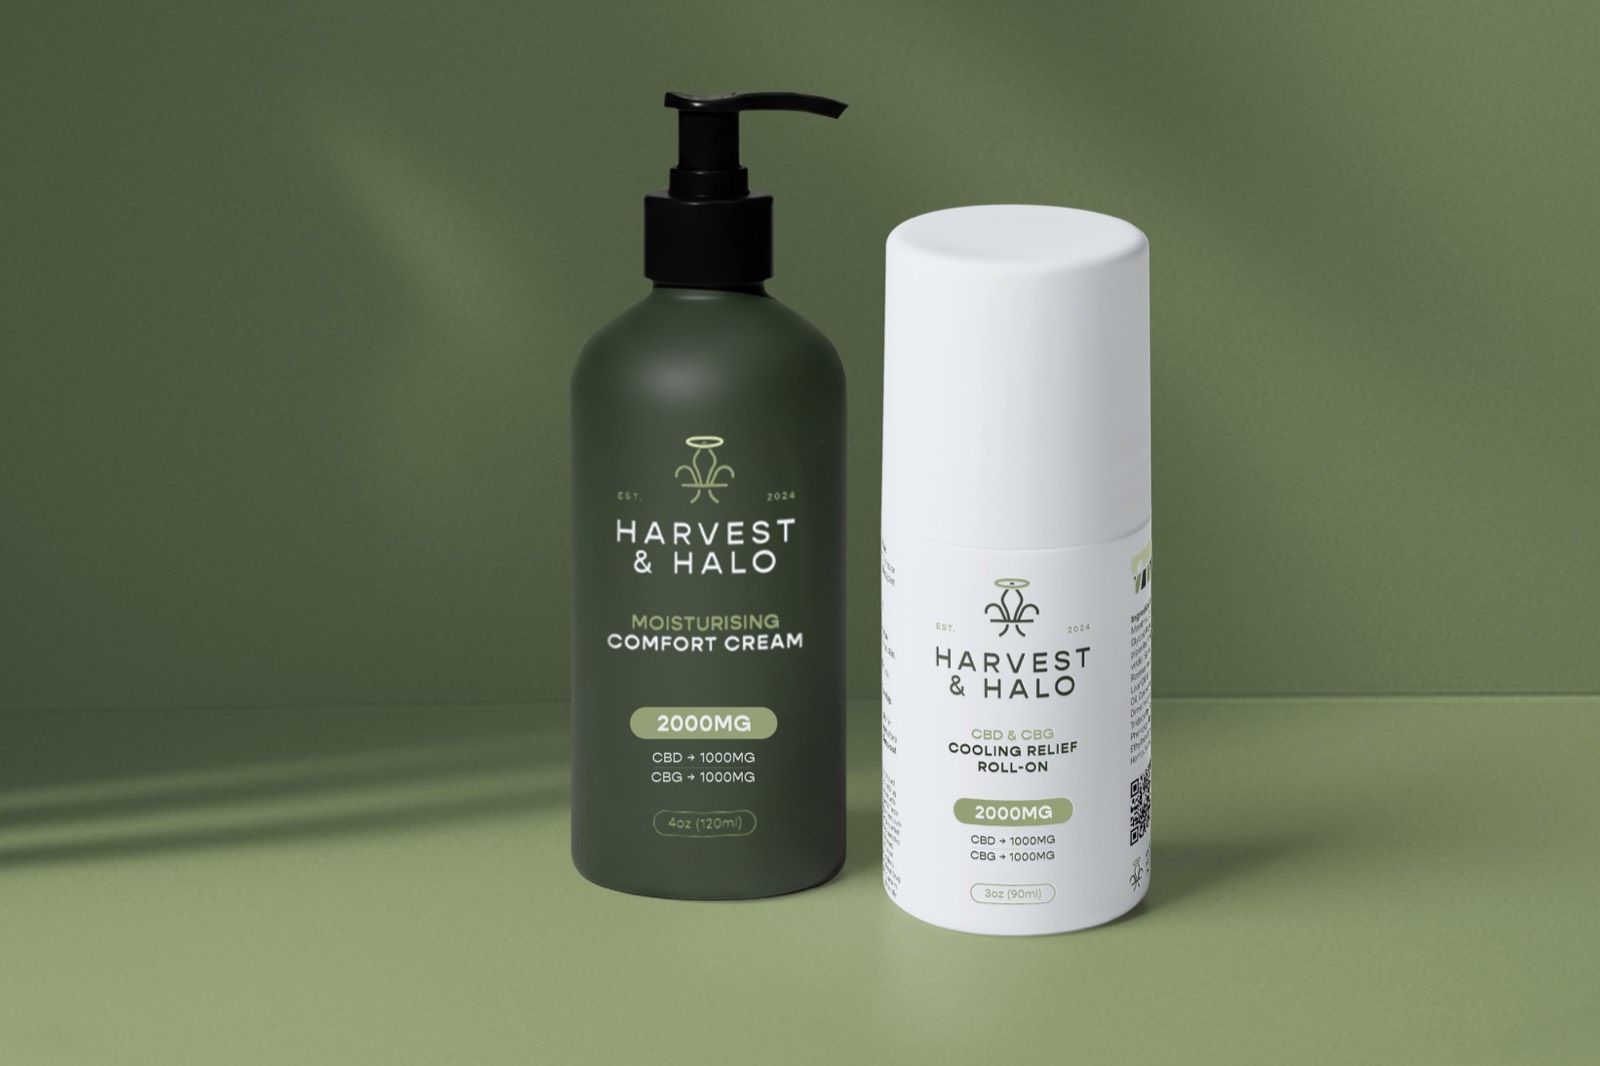 EST. 2024
HARVEST
& HALO
MOISTURISING
COMFORT CREAM
2000MG
CBD → 1000MG
CBG → 1000MG
4oz (120ml)
EST. 2024
HARVEST
& HALO
CBD & CBG
COOLING RELIEF
ROLL-ON
2000MG
CBD → 1000MG
CBG → 1000MG
3oz (90ml)